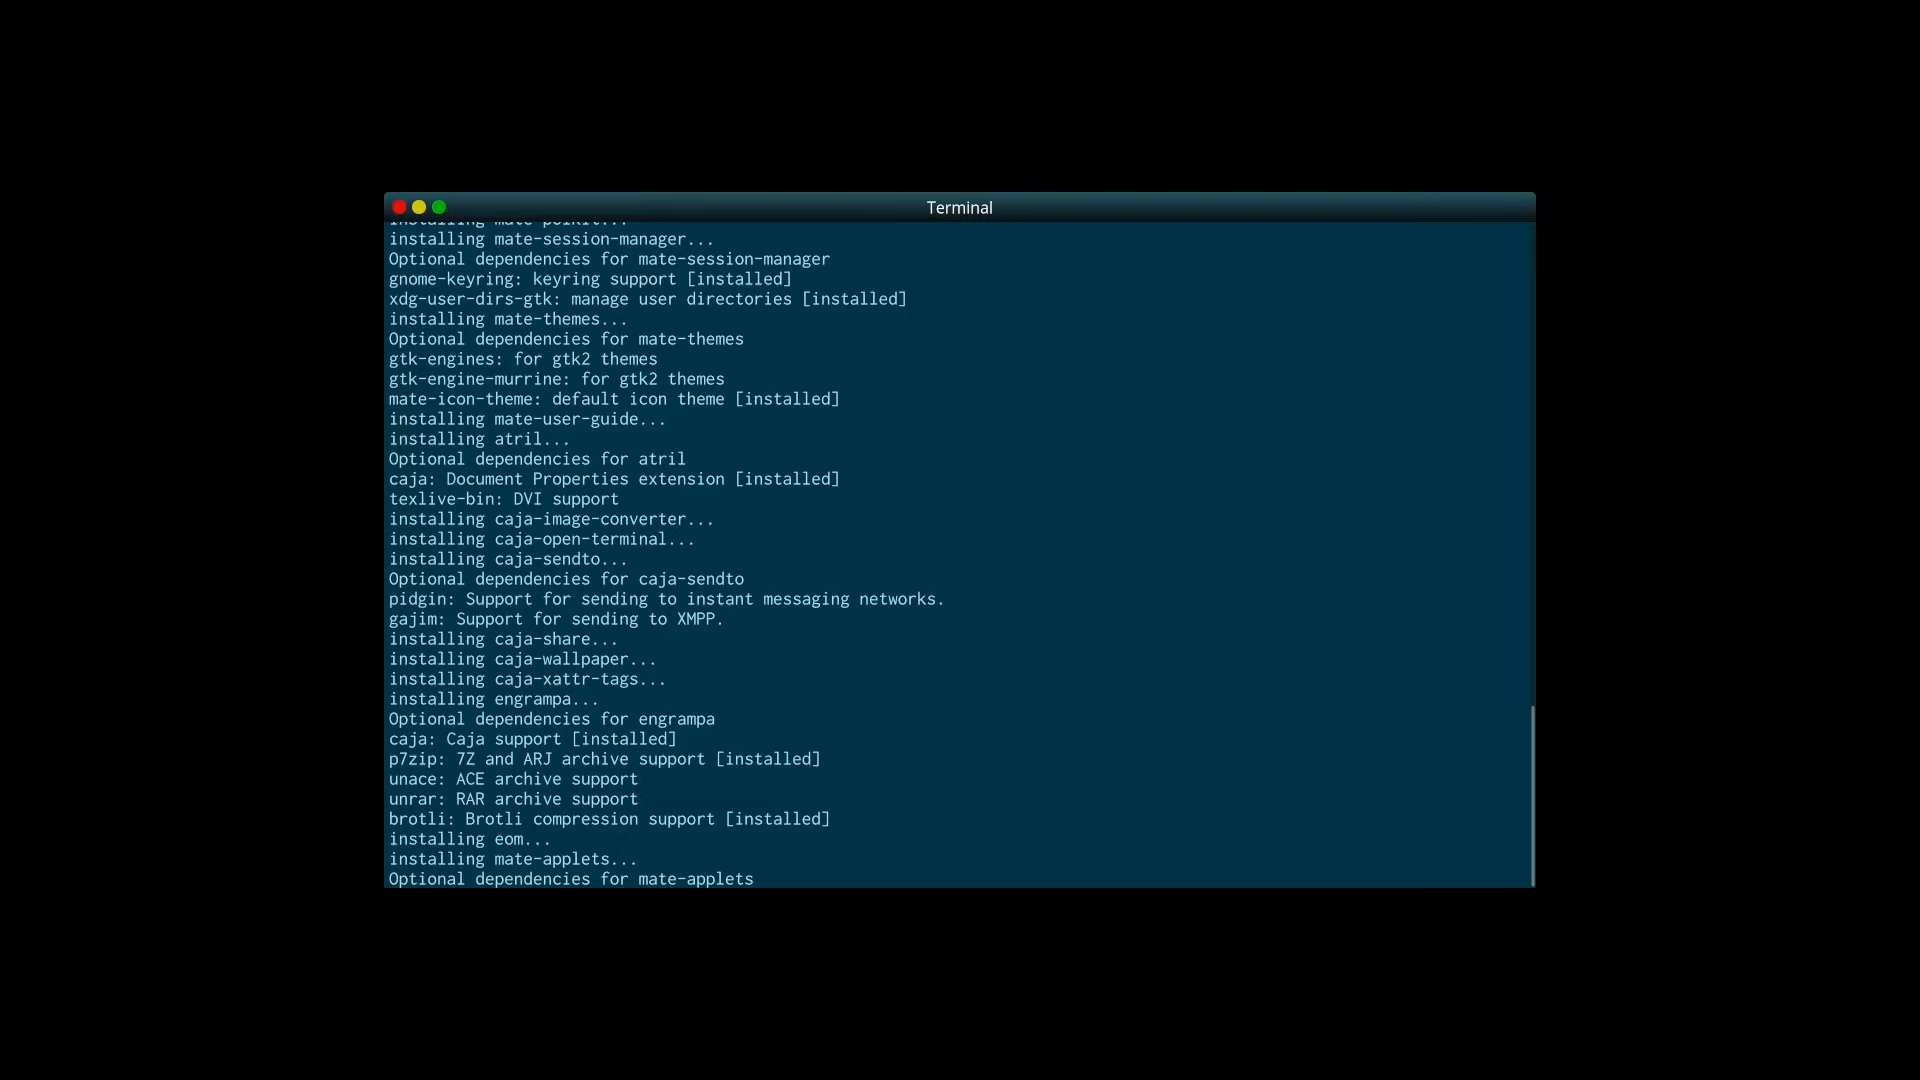 Terminal
installing mate-polkit...
installing mate-session-manager...
Optional dependencies for mate-session-manager
gnome-keyring: keyring support [installed]
xdg-user-dirs-gtk: manage user directories [installed]
installing mate-themes...
Optional dependencies for mate-themes
gtk-engines: for gtk2 themes
gtk-engine-murrine: for gtk2 themes
mate-icon-theme: default icon theme [installed]
installing mate-user-guide...
installing atril...
Optional dependencies for atril
caja: Document Properties extension [installed]
texlive-bin: DVI support
installing caja-image-converter...
installing caja-open-terminal...
installing caja-sendto...
Optional dependencies for caja-sendto
pidgin: Support for sending to instant messaging networks.
gajim: Support for sending to XMPP.
installing caja-share...
installing caja-wallpaper...
installing caja-xattr-tags...
installing engrampa...
Optional dependencies for engrampa
caja: Caja support [installed]
p7zip: 7Z and ARJ archive support [installed]
unace: ACE archive support
unrar: RAR archive support
brotli: Brotli compression support [installed]
installing eom...
installing mate-applets...
Optional dependencies for mate-applets